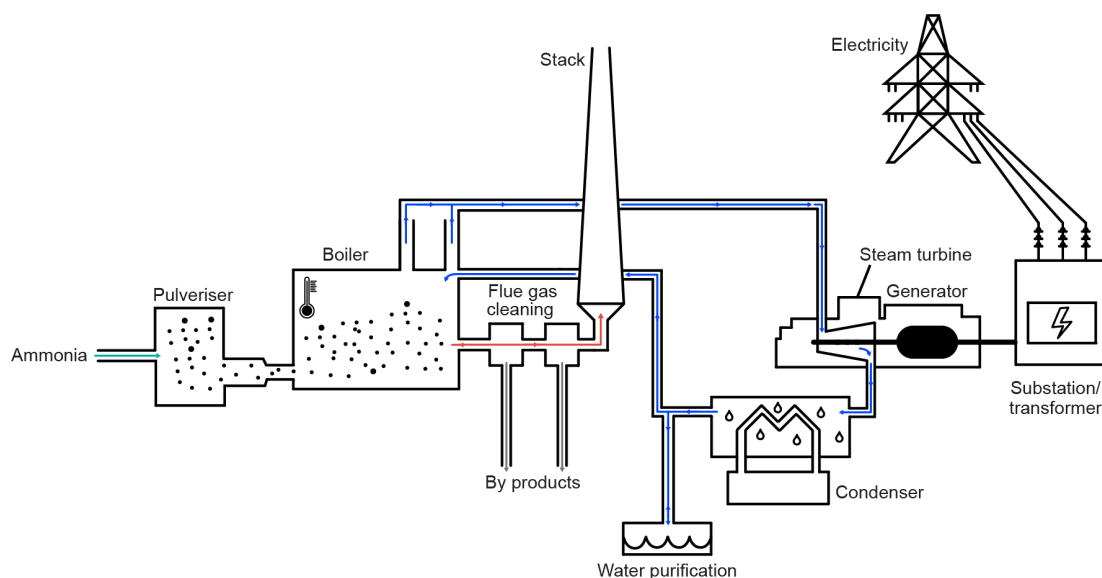 Electricity
Stack
Boiler
Steam turbine
Generator
Pulveriser
Flue gas
cleaning
Ammonia
Substation/
transformer
By products
Condenser
Water purification